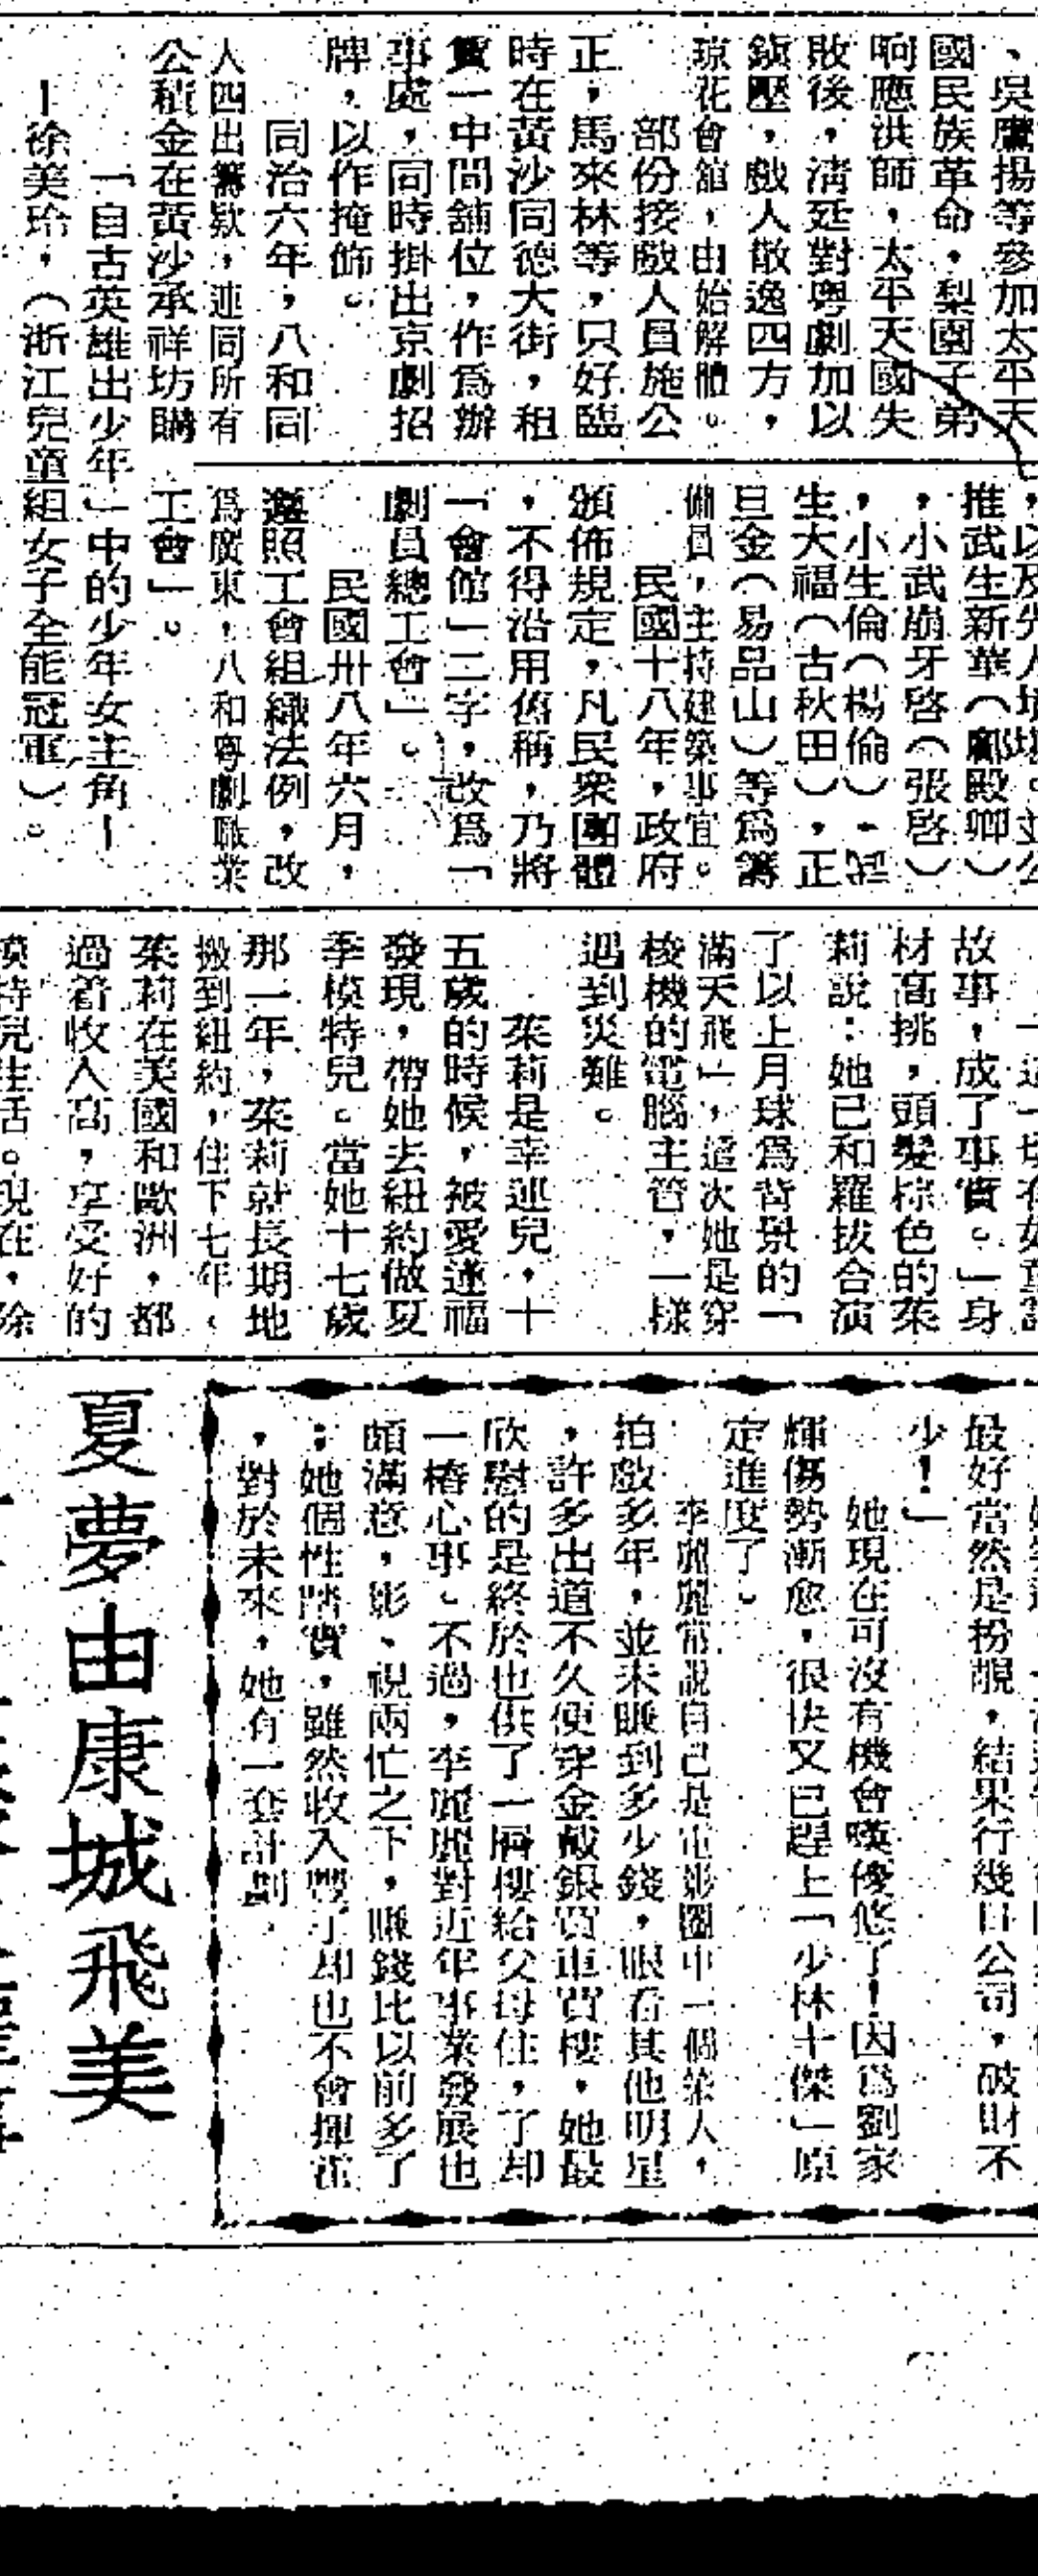 、吳鷹揚等參加太平天
國民族革命,梨園子弟
响應洪師,太平天國失
敗後,清廷對粵劇加以
鎮壓,戲人散逸四方,
琼花會館,由始解體。
部份接戲人員施公
正,馬來林等,只好臨
時在黃沙同德大街,租
賃一中間舖位,作爲辦
事處,同時掛出京劇招
牌,以作掩飾。
同治六年,八和同
人四出籌欵,連同所有
公積金在黃沙承祥坊購
推武生新華(鄺殿卿)
,小武崩牙啓(張啓)
,小生倫(楊倫),
生大福(古秋田),正
旦金(易品山)等爲籌
備員,主持建築事宜。
民國十八年,政府
頒佈規定,凡民衆團體
,不得沿用舊稱,乃將
「會館」二字,改爲「
劇員總工會」。
民國卅八年六月,
遵照工會組織法例,改
爲廣東,八和粵劇職業
工會」。
「自古英雄出少年」中的少年女主角—
—徐美玲,(浙江兒童組女子全能冠軍)。
故事,成了事實。」身
材高挑,頭髮棕色的茱
莉說:她已和羅拔合演
了以上月球爲背景的「
滿天飛」,這次她是穿
梭機的電腦主管,一樣
遇到災難。
茱莉是幸運兒,十
五歲的時候,被愛蓮福
發現,帶她去紐約做夏
季模特兒。當她十七歲
那一年,茱莉就長期地
搬到紐約,住下七年。
茱莉在美國和歐洲,都
過着收入高,享受好的
模特兒生活。現在,除
最好當然是扮靚,結果行幾日公司,破財不
少!」
她現在可沒有機會嘆優悠了!因爲劉家
輝傷勢漸愈,很快又已趕上「少林十傑」原
定進度了。
李麗麗常說自己是電影圈中一個笨人,
拍戲多年,並未賺到多少錢,眼看其他明星
,許多出道不久便穿金戴銀買車買樓,她最
欣慰的是終於也供了一層樓給父母住,了却
一樁心事。不過,李麗麗對近年事業發展也
頗滿意,影、視兩忙之下,賺錢比以前多了
;她個性踏實,雖然收入豐了却也不會揮霍
,對於未來,她有一套計劃。
夏夢由康城飛美